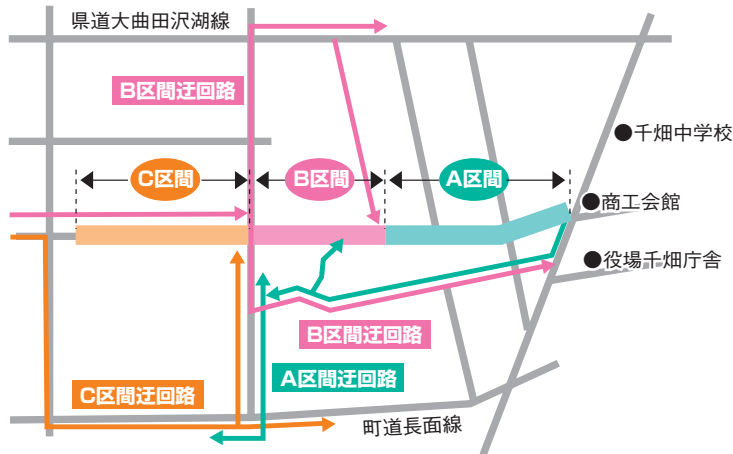 県道大曲田沢湖線
B区間迂回路
●千畑中学校
C区間
B区間
A区間
●商工会館
●役場千畑庁舎
B区間迂回路
A区間迂回路
C区間迂回路
町道長面線